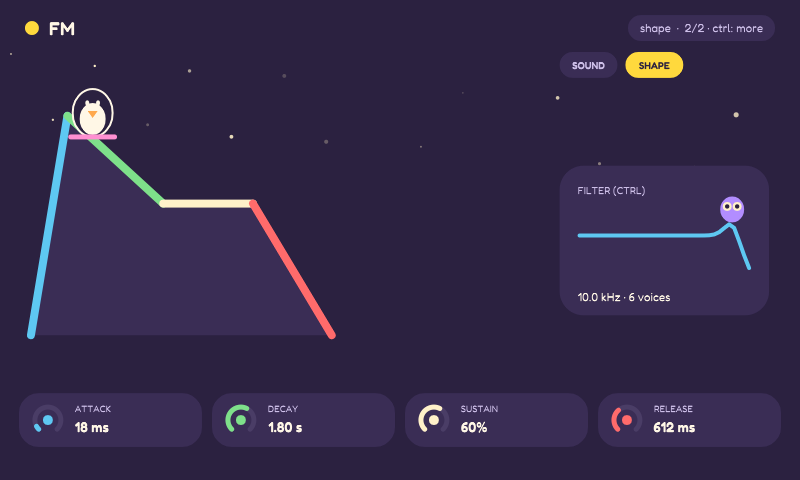 FM
shape · 2/2 · ctrl: more
SOUND
SHAPE
FILTER (CTRL)
10.0 kHz · 6 voices
ATTACK
18 ms
DECAY
1.80 s
SUSTAIN
60%
RELEASE
612 ms